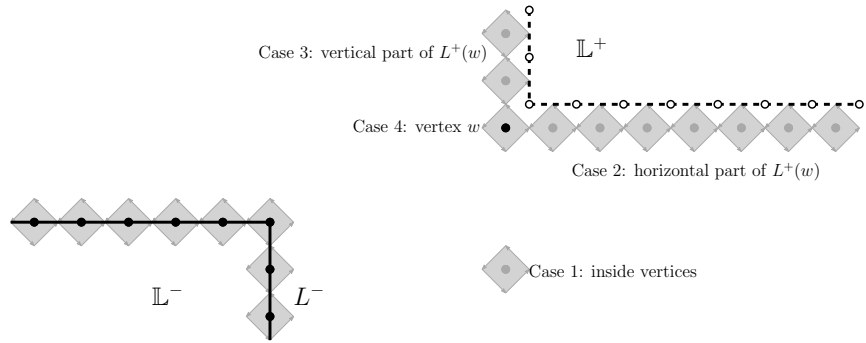 Case 3: vertical part of L⁺(w)
𝕃⁺
Case 4: vertex w
Case 2: horizontal part of L⁺(w)
Case 1: inside vertices
𝕃⁻
L⁻